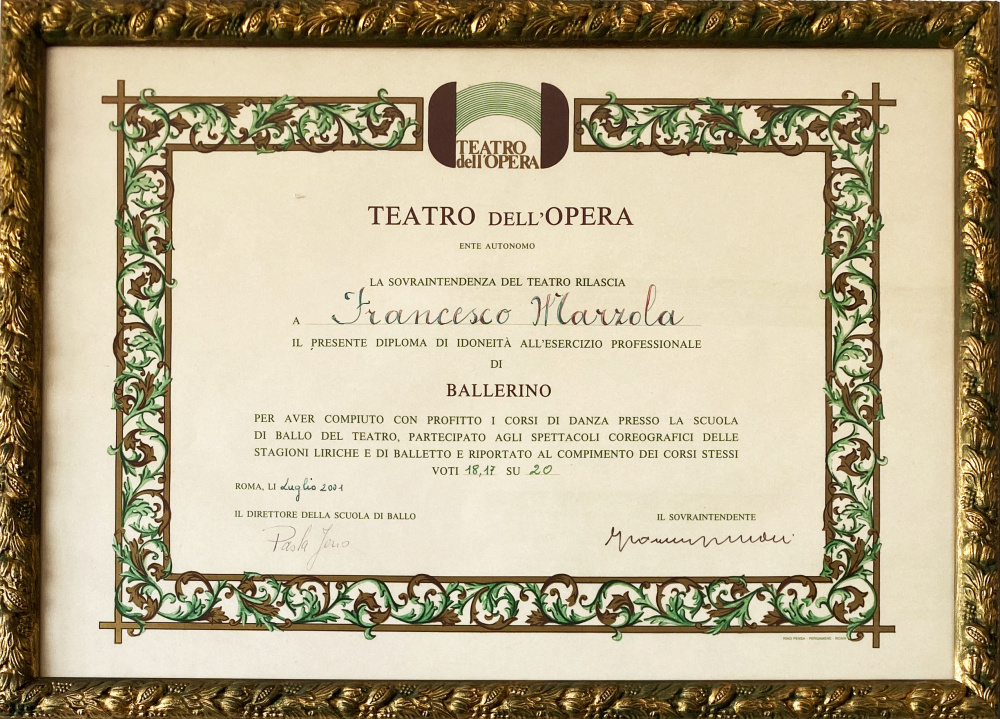 TEATRO
dell'OPERA
TEATRO DELL'OPERA
ENTE AUTONOMO
LA SOVRAINTENDENZA DEL TEATRO RILASCIA
A Francesco Marzola
IL PRESENTE DIPLOMA DI IDONEITÀ ALL'ESERCIZIO PROFESSIONALE
DI
BALLERINO
PER AVER COMPIUTO CON PROFITTO I CORSI DI DANZA PRESSO LA SCUOLA
DI BALLO DEL TEATRO, PARTECIPATO AGLI SPETTACOLI COREOGRAFICI DELLE
STAGIONI LIRICHE E DI BALLETTO E RIPORTATO AL COMPIMENTO DEI CORSI STESSI
VOTI 18,17 SU 20
ROMA, LI Luglio 2001
IL DIRETTORE DELLA SCUOLA DI BALLO
IL SOVRAINTENDENTE